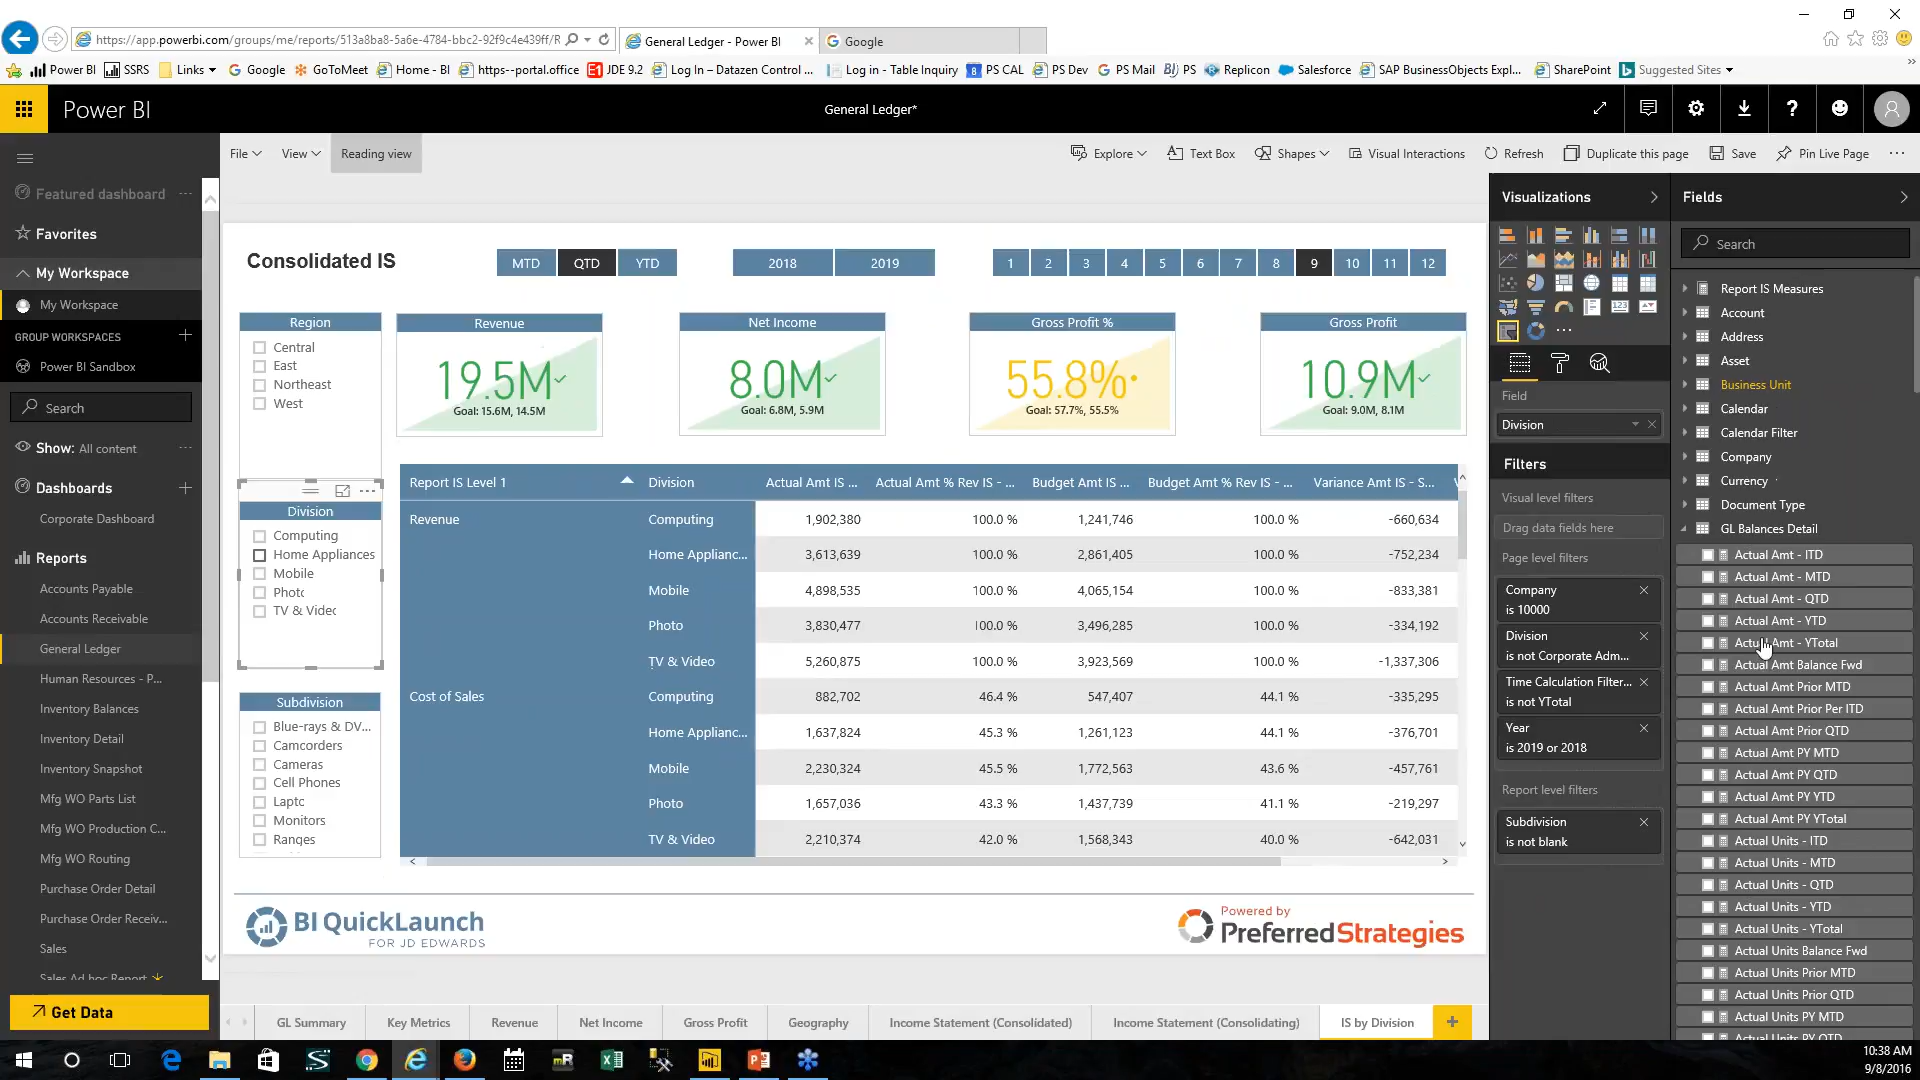 https://app.powerbi.com/groups/me/reports/513a8ba8-5a6e-4784-bbc2-92f9c4e439ff/R
General Ledger - Power BI
Google
Power BI
SSRS
Links
Google
GoToMeet
Home - BI
https--portal.office
JDE 9.2
Log In – Datazen Control ...
Log in - Table Inquiry
PS CAL
PS Dev
PS Mail
PS
Replicon
Salesforce
SAP BusinessObjects Expl...
SharePoint
Suggested Sites
Power BI
General Ledger*
File
View
Reading view
Explore
Text Box
Shapes
Visual Interactions
Refresh
Duplicate this page
Save
Pin Live Page
Featured dashboard
Favorites
My Workspace
My Workspace
GROUP WORKSPACES
Power BI Sandbox
Search
Show: All content
Dashboards
Corporate Dashboard
Reports
Accounts Payable
Accounts Receivable
General Ledger
Human Resources - P...
Inventory Balances
Inventory Detail
Inventory Snapshot
Mfg WO Parts List
Mfg WO Production C...
Mfg WO Routing
Purchase Order Detail
Purchase Order Receiv...
Sales
Sales Ad hoc Report
Get Data
Consolidated IS
MTD QTD YTD
2018 2019
1 2 3 4 5 6 7 8 9 10 11 12
Region
Central
East
Northeast
West
Revenue
19.5M
Goal: 15.6M, 14.5M
Net Income
8.0M
Goal: 6.8M, 5.9M
Gross Profit %
55.8%
Goal: 57.7%, 55.5%
Gross Profit
10.9M
Goal: 9.0M, 8.1M
Division
Computing
Home Appliances
Mobile
Photo
TV & Video
Subdivision
Blue-rays & DV...
Camcorders
Cameras
Cell Phones
Laptc
Monitors
Ranges
Report IS Level 1 Division Actual Amt IS ... Actual Amt % Rev IS - ... Budget Amt IS ... Budget Amt % Rev IS - ... Variance Amt IS - S...
Revenue Computing 1,902,380 100.0 % 1,241,746 100.0 % -660,634
Home Applianc... 3,613,639 100.0 % 2,861,405 100.0 % -752,234
Mobile 4,898,535 100.0 % 4,065,154 100.0 % -833,381
Photo 3,830,477 100.0 % 3,496,285 100.0 % -334,192
TV & Video 5,260,875 100.0 % 3,923,569 100.0 % -1,337,306
Cost of Sales Computing 882,702 46.4 % 547,407 44.1 % -335,295
Home Applianc... 1,637,824 45.3 % 1,261,123 44.1 % -376,701
Mobile 2,230,324 45.5 % 1,772,563 43.6 % -457,761
Photo 1,657,036 43.3 % 1,437,739 41.1 % -219,297
TV & Video 2,210,374 42.0 % 1,568,343 40.0 % -642,031
BI QuickLaunch
FOR JD EDWARDS
Powered by
PreferredStrategies
GL Summary
Key Metrics
Revenue
Net Income
Gross Profit
Geography
Income Statement (Consolidated)
Income Statement (Consolidating)
IS by Division
Visualizations
Field
Division
Filters
Visual level filters
Drag data fields here
Page level filters
Company
is 10000
Division
is not Corporate Adm...
Time Calculation Filter...
is not YTotal
Year
is 2019 or 2018
Report level filters
Subdivision
is not blank
Fields
Search
Report IS Measures
Account
Address
Asset
Business Unit
Calendar
Calendar Filter
Company
Currency
Document Type
GL Balances Detail
Actual Amt - ITD
Actual Amt - MTD
Actual Amt - QTD
Actual Amt - YTD
Actual Amt - YTotal
Actual Amt Balance Fwd
Actual Amt Prior MTD
Actual Amt Prior Per ITD
Actual Amt Prior QTD
Actual Amt PY MTD
Actual Amt PY QTD
Actual Amt PY YTD
Actual Amt PY YTotal
Actual Units - ITD
Actual Units - MTD
Actual Units - QTD
Actual Units - YTD
Actual Units - YTotal
Actual Units Balance Fwd
Actual Units Prior MTD
Actual Units Prior QTD
Actual Units PY MTD
Actual Units PY QTD
10:38 AM
9/8/2016